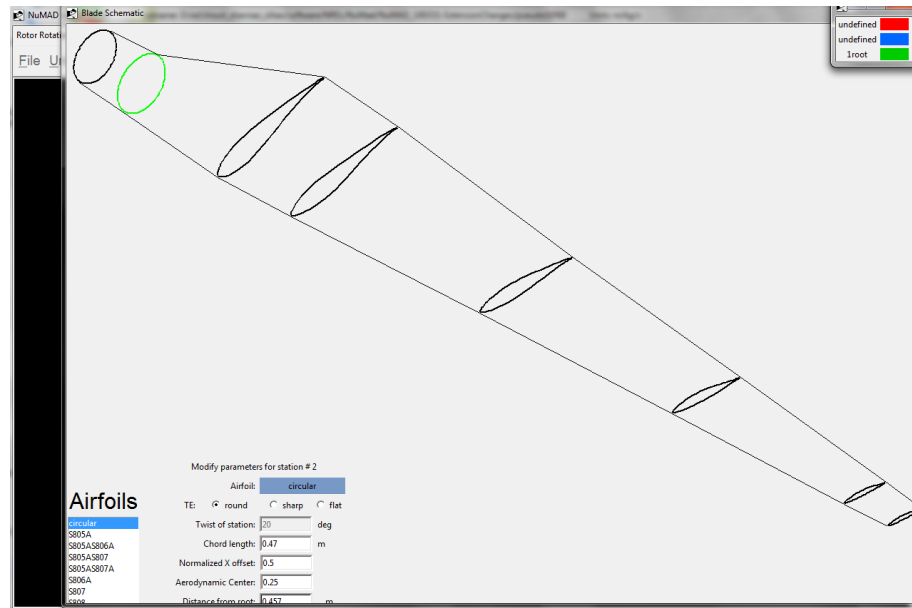 NuMAD
Blade Schematic
Rotor Rotati
File
undefined
undefined
1root
Modify parameters for station # 2
Airfoil: circular
TE: round sharp flat
Twist of station: 20 deg
Chord length: 0.47 m
Normalized X offset: 0.5
Aerodynamic Center: 0.25
Distance from root: 0.457 m
Airfoils
circular
S805A
S805AS806A
S805AS807
S805AS807A
S806A
S807
S808